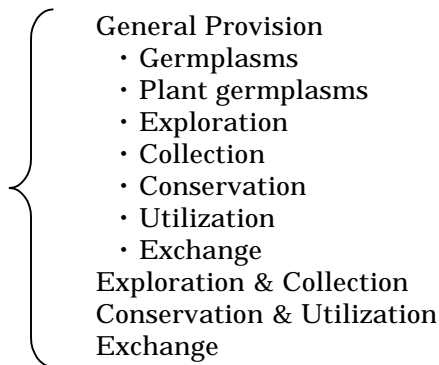 General Provision
・Germplasms
・Plant germplasms
・Exploration
・Collection
・Conservation
・Utilization
・Exchange
Exploration & Collection
Conservation & Utilization
Exchange